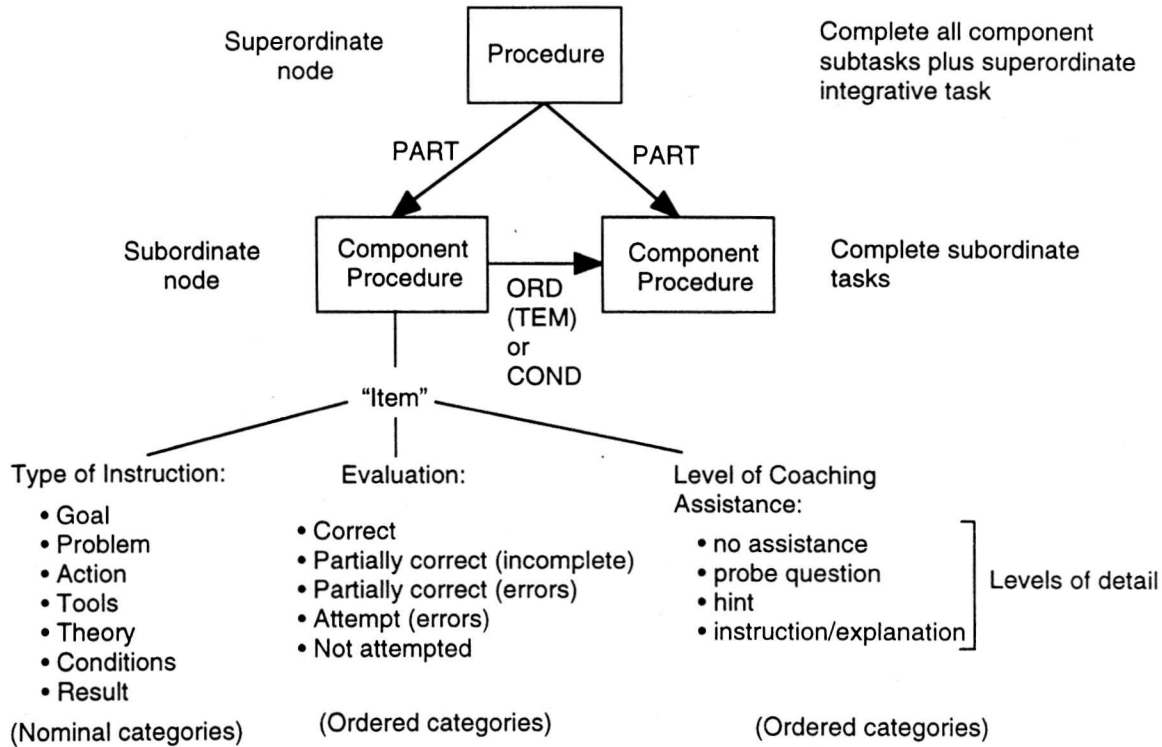 Superordinate
node
Procedure
Complete all component
subtasks plus superordinate
integrative task
PART
PART
Subordinate
node
Component
Procedure
ORD
(TEM)
or
COND
Component
Procedure
Complete subordinate
tasks
“Item”
Type of Instruction:
• Goal
• Problem
• Action
• Tools
• Theory
• Conditions
• Result
(Nominal categories)
Evaluation:
• Correct
• Partially correct (incomplete)
• Partially correct (errors)
• Attempt (errors)
• Not attempted
(Ordered categories)
Level of Coaching
Assistance:
• no assistance
• probe question
• hint
• instruction/explanation
Levels of detail
(Ordered categories)